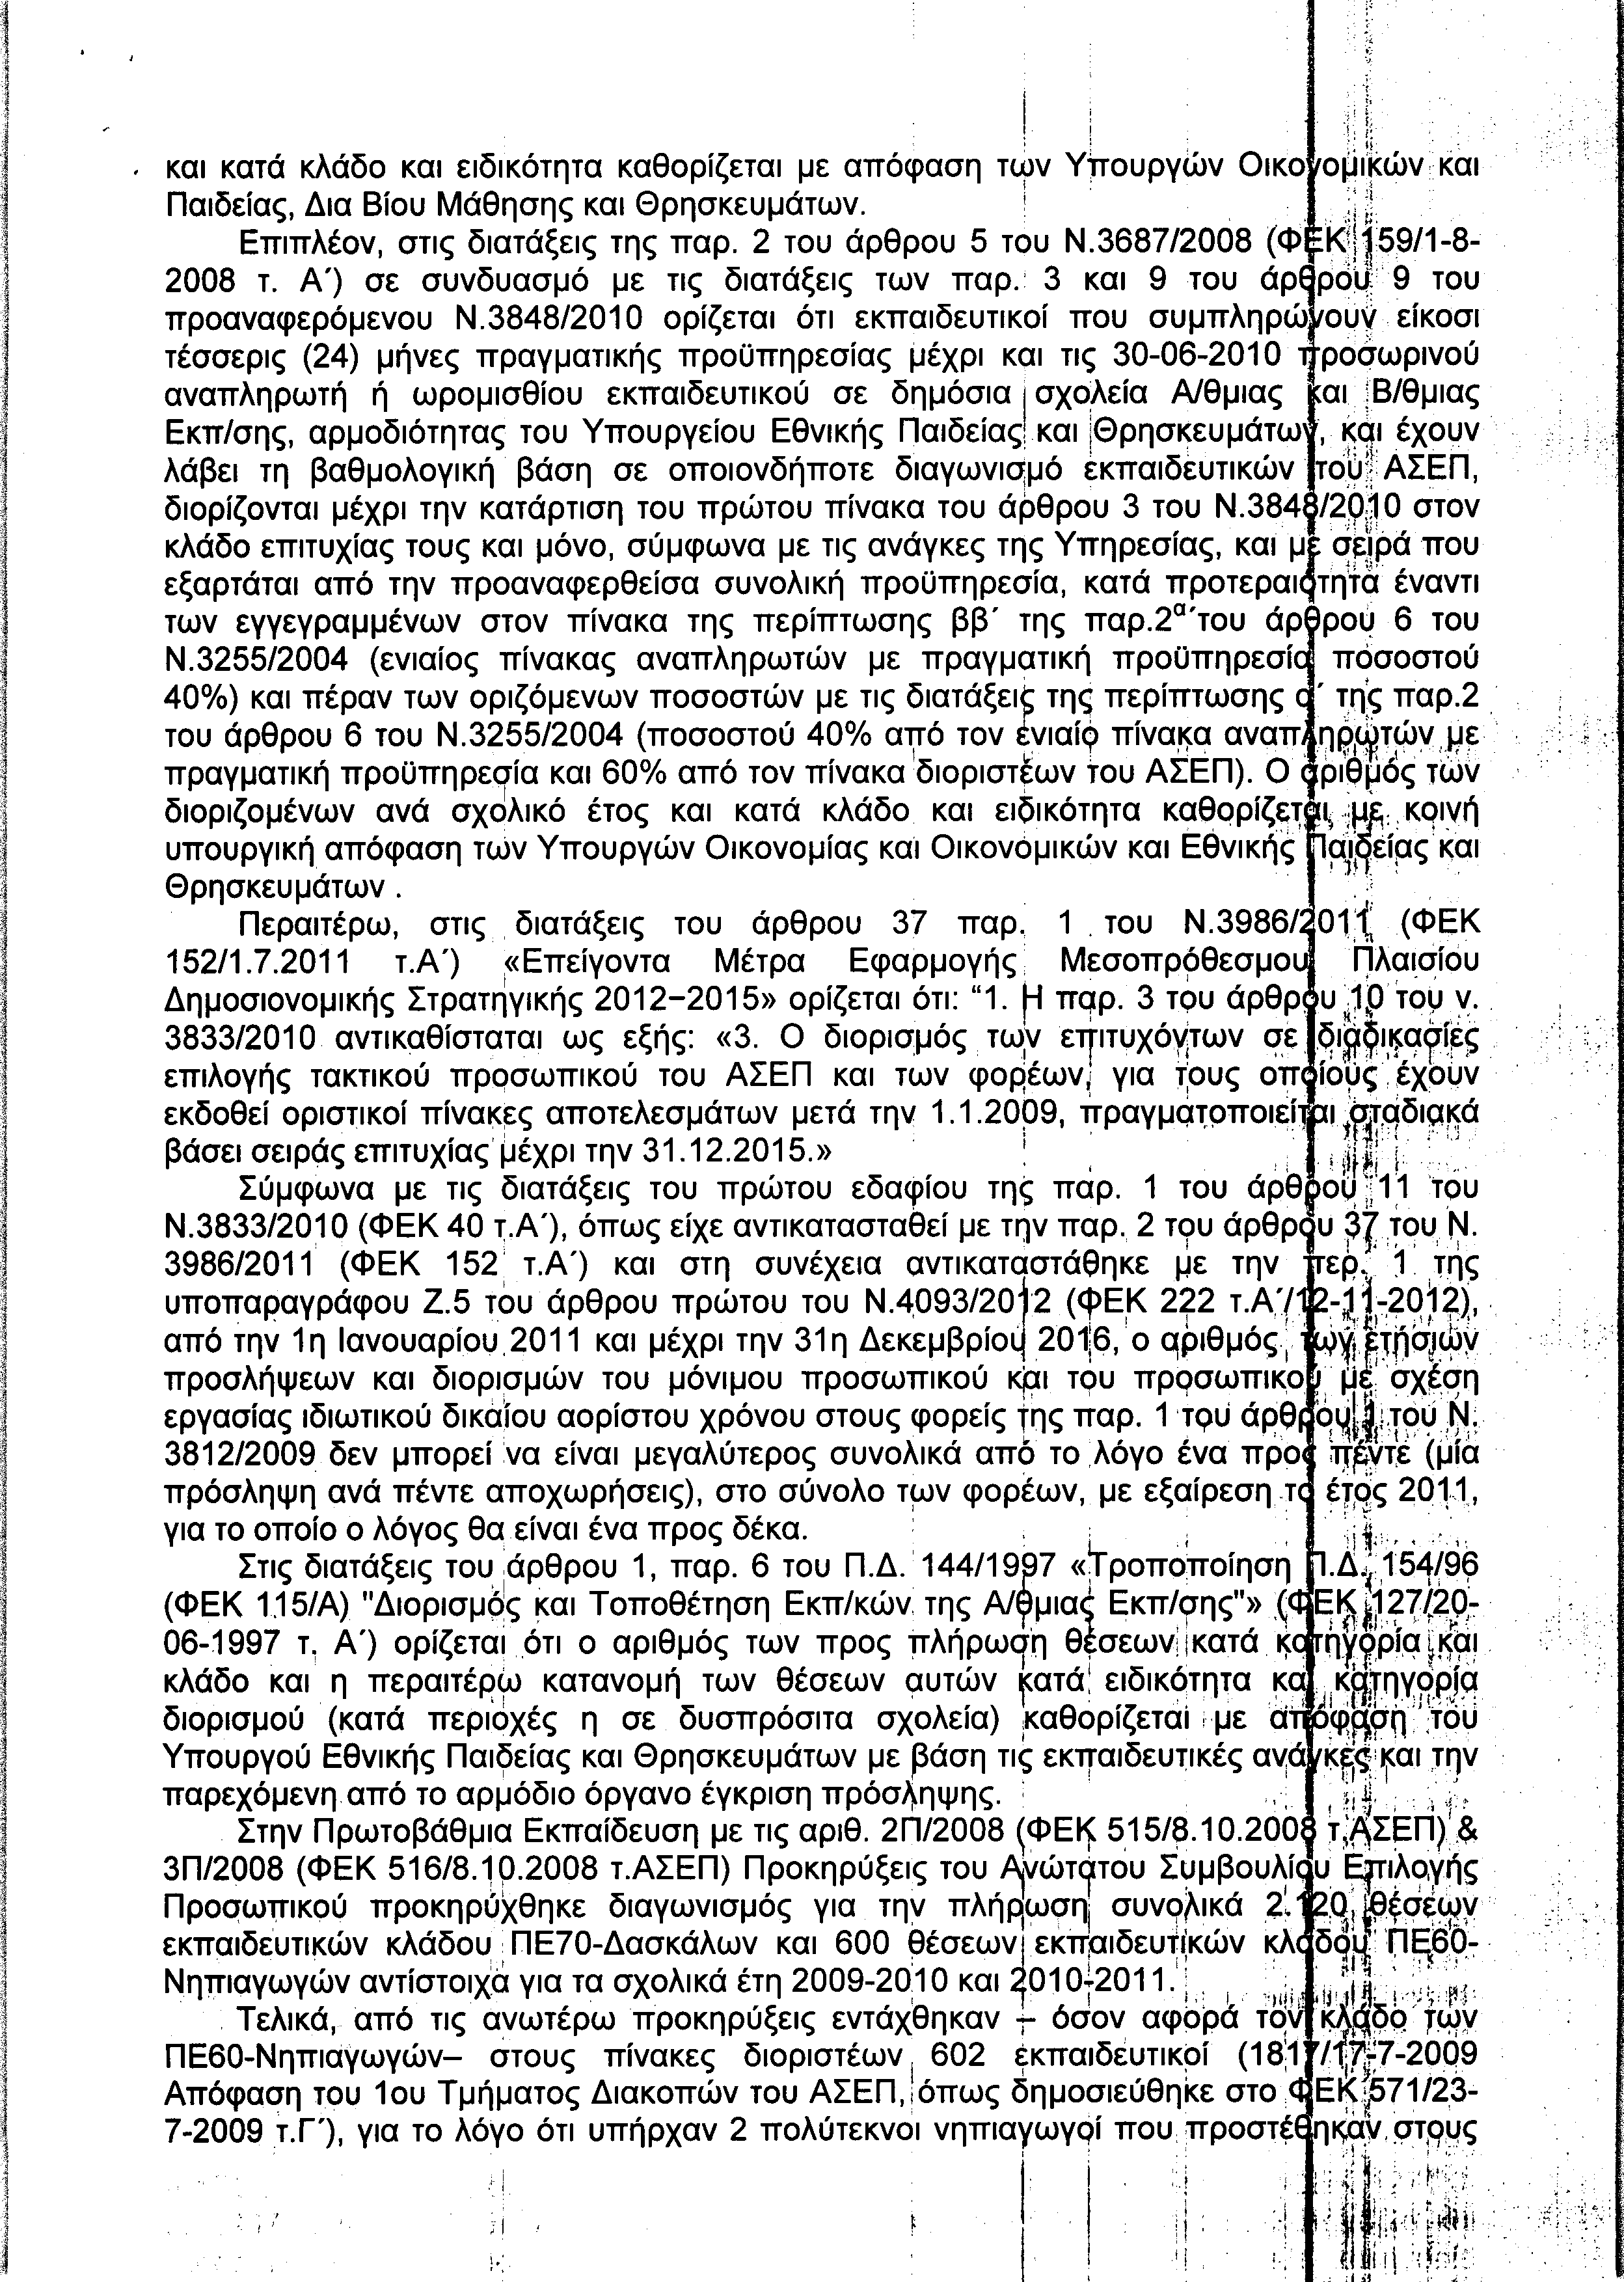 και κατά κλάδο και ειδικότητα καθορίζεται με απόφαση των Υπουργών Οικονομικών και
Παιδείας, Δια Βίου Μάθησης και Θρησκευμάτων.
Επιπλέον, στις διατάξεις της παρ. 2 του άρθρου 5 του Ν.3687/2008 (ΦΕΚ 159/1-8-
2008 τ. Α΄) σε συνδυασμό με τις διατάξεις των παρ. 3 και 9 του άρθρου 9 του
προαναφερόμενου Ν.3848/2010 ορίζεται ότι εκπαιδευτικοί που συμπληρώνουν είκοσι
τέσσερις (24) μήνες πραγματικής προϋπηρεσίας μέχρι και τις 30-06-2010 προσωρινού
αναπληρωτή ή ωρομισθίου εκπαιδευτικού σε δημόσια σχολεία Α/θμιας και Β/θμιας
Εκπ/σης, αρμοδιότητας του Υπουργείου Εθνικής Παιδείας και Θρησκευμάτων, και έχουν
λάβει τη βαθμολογική βάση σε οποιονδήποτε διαγωνισμό εκπαιδευτικών του ΑΣΕΠ,
διορίζονται μέχρι την κατάρτιση του πρώτου πίνακα του άρθρου 3 του Ν.3848/2010 στον
κλάδο επιτυχίας τους και μόνο, σύμφωνα με τις ανάγκες της Υπηρεσίας, και με σειρά που
εξαρτάται από την προαναφερθείσα συνολική προϋπηρεσία, κατά προτεραιότητα έναντι
των εγγεγραμμένων στον πίνακα της περίπτωσης ββ΄ της παρ.2α΄του άρθρου 6 του
Ν.3255/2004 (ενιαίος πίνακας αναπληρωτών με πραγματική προϋπηρεσία ποσοστού
40%) και πέραν των οριζόμενων ποσοστών με τις διατάξεις της περίπτωσης α΄ της παρ.2
του άρθρου 6 του Ν.3255/2004 (ποσοστού 40% από τον ενιαίο πίνακα αναπληρωτών με
πραγματική προϋπηρεσία και 60% από τον πίνακα διοριστέων του ΑΣΕΠ). Ο αριθμός των
διοριζομένων ανά σχολικό έτος και κατά κλάδο και ειδικότητα καθορίζεται με κοινή
υπουργική απόφαση των Υπουργών Οικονομίας και Οικονομικών και Εθνικής Παιδείας και
Θρησκευμάτων .
Περαιτέρω, στις διατάξεις του άρθρου 37 παρ. 1 του Ν.3986/2011 (ΦΕΚ
152/1.7.2011 τ.Α΄) «Επείγοντα Μέτρα Εφαρμογής Μεσοπρόθεσμου Πλαισίου
Δημοσιονομικής Στρατηγικής 2012-2015» ορίζεται ότι: "1. Η παρ. 3 του άρθρου 10 του ν.
3833/2010 αντικαθίσταται ως εξής: «3. Ο διορισμός των επιτυχόντων σε διαδικασίες
επιλογής τακτικού προσωπικού του ΑΣΕΠ και των φορέων, για τους οποίους έχουν
εκδοθεί οριστικοί πίνακες αποτελεσμάτων μετά την 1.1.2009, πραγματοποιείται σταδιακά
βάσει σειράς επιτυχίας μέχρι την 31.12.2015.»
Σύμφωνα με τις διατάξεις του πρώτου εδαφίου της παρ. 1 του άρθρου 11 του
Ν.3833/2010 (ΦΕΚ 40 τ.Α΄), όπως είχε αντικατασταθεί με την παρ. 2 του άρθρου 37 του Ν.
3986/2011 (ΦΕΚ 152 τ.Α΄) και στη συνέχεια αντικαταστάθηκε με την περ. 1 της
υποπαραγράφου Ζ.5 του άρθρου πρώτου του Ν.4093/2012 (ΦΕΚ 222 τ.Α΄/12-11-2012),
από την 1η Ιανουαρίου 2011 και μέχρι την 31η Δεκεμβρίου 2016, ο αριθμός των ετήσιών
προσλήψεων και διορισμών του μόνιμου προσωπικού και του προσωπικού με σχέση
εργασίας ιδιωτικού δικαίου αορίστου χρόνου στους φορείς της παρ. 1 του άρθρου 1 του Ν.
3812/2009 δεν μπορεί να είναι μεγαλύτερος συνολικά από το λόγο ένα προς πέντε (μία
πρόσληψη ανά πέντε αποχωρήσεις), στο σύνολο των φορέων, με εξαίρεση το έτος 2011,
για το οποίο ο λόγος θα είναι ένα προς δέκα.
Στις διατάξεις του άρθρου 1, παρ. 6 του Π.Δ. 144/1997 «Τροποποίηση Π.Δ. 154/96
(ΦΕΚ 115/Α) "Διορισμός και Τοποθέτηση Εκπ/κών της Α/θμιας Εκπ/σης"» (ΦΕΚ 127/20-
06-1997 τ. Α΄) ορίζεται ότι ο αριθμός των προς πλήρωση θέσεων κατά κατηγορία και
κλάδο και η περαιτέρω κατανομή των θέσεων αυτών κατά ειδικότητα και κατηγορία
διορισμού (κατά περιοχές η σε δυσπρόσιτα σχολεία) καθορίζεται με απόφαση του
Υπουργού Εθνικής Παιδείας και Θρησκευμάτων με βάση τις εκπαιδευτικές ανάγκες και την
παρεχόμενη από το αρμόδιο όργανο έγκριση πρόσληψης.
Στην Πρωτοβάθμια Εκπαίδευση με τις αριθ. 2Π/2008 (ΦΕΚ 515/8.10.2008 τ.ΑΣΕΠ) &
3Π/2008 (ΦΕΚ 516/8.10.2008 τ.ΑΣΕΠ) Προκηρύξεις του Ανώτατου Συμβουλίου Επιλογής
Προσωπικού προκηρύχθηκε διαγωνισμός για την πλήρωση συνολικά 2.120 θέσεων
εκπαιδευτικών κλάδου ΠΕ70-Δασκάλων και 600 θέσεων εκπαιδευτικών κλάδου ΠΕ60-
Νηπιαγωγών αντίστοιχα για τα σχολικά έτη 2009-2010 και 2010-2011.
Τελικά, από τις ανωτέρω προκηρύξεις εντάχθηκαν – όσον αφορά τον κλάδο των
ΠΕ60-Νηπιαγωγών– στους πίνακες διοριστέων 602 εκπαιδευτικοί (1817/17-7-2009
Απόφαση του 1ου Τμήματος Διακοπών του ΑΣΕΠ, όπως δημοσιεύθηκε στο ΦΕΚ 571/23-
7-2009 τ.Γ΄), για το λόγο ότι υπήρχαν 2 πολύτεκνοι νηπιαγωγοί που προστέθηκαν στους